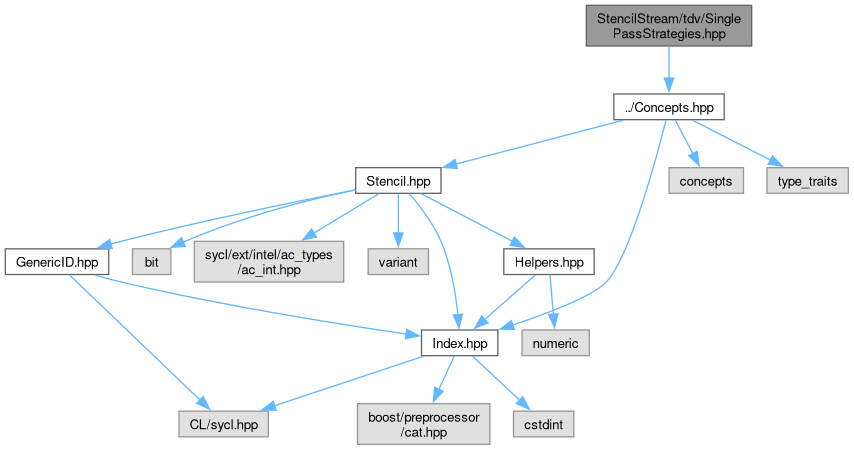 StencilStream/tdv/Single
PassStrategies.hpp
../Concepts.hpp
Stencil.hpp
concepts
type_traits
GenericID.hpp
bit
sycl/ext/intel/ac_types
/ac_int.hpp
variant
Helpers.hpp
Index.hpp
numeric
CL/sycl.hpp
boost/preprocessor
/cat.hpp
cstdint